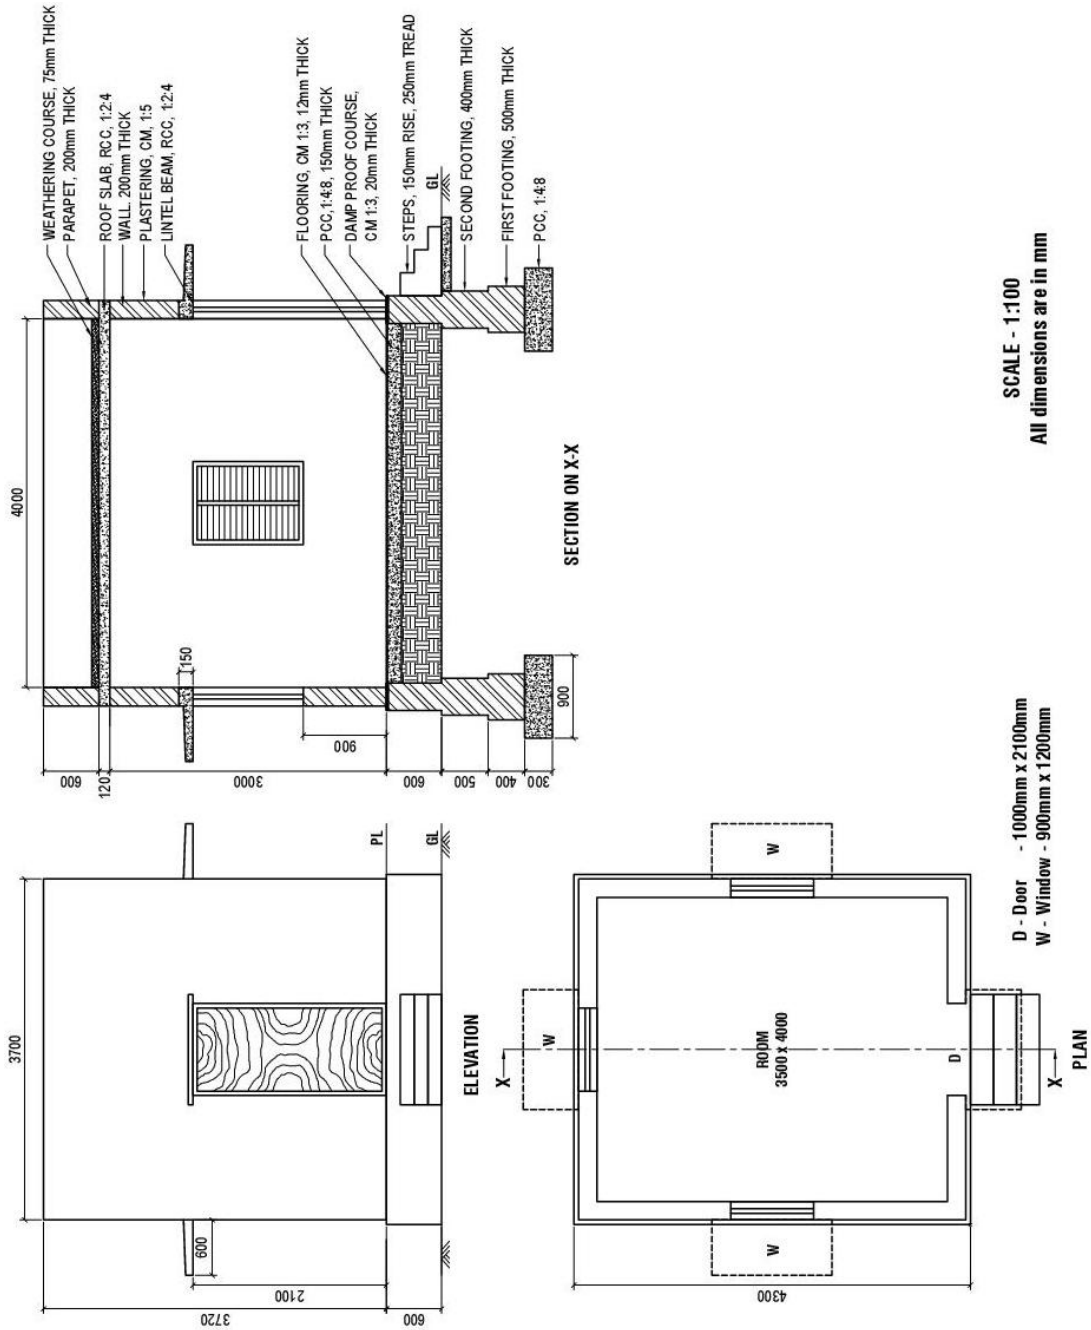 3700
3720
2100
600
600
PL
GL
ELEVATION
4000
600
120
3000
600
500
400
300
150
900
900
WEATHERING COURSE, 75mm THICK
PARAPET, 200mm THICK
ROOF SLAB, RCC, 1:2:4
WALL. 200mm THICK
PLASTERING, CM, 1:5
LINTEL BEAM, RCC, 1:2:4
FLOORING, CM 1:3, 12mm THICK
PCC, 1:4:8, 150mm THICK
DAMP PROOF COURSE,
CM 1:3, 20mm THICK
STEPS, 150mm RISE, 250mm TREAD
GL
SECOND FOOTING, 400mm THICK
FIRST FOOTING, 500mm THICK
PCC, 1:4:8
SECTION ON X-X
X
W
W
ROOM
3500 x 4000
W
D
X
4300
PLAN
D - Door - 1000mm x 2100mm
W - Window - 900mm x 1200mm
SCALE - 1:100
All dimensions are in mm